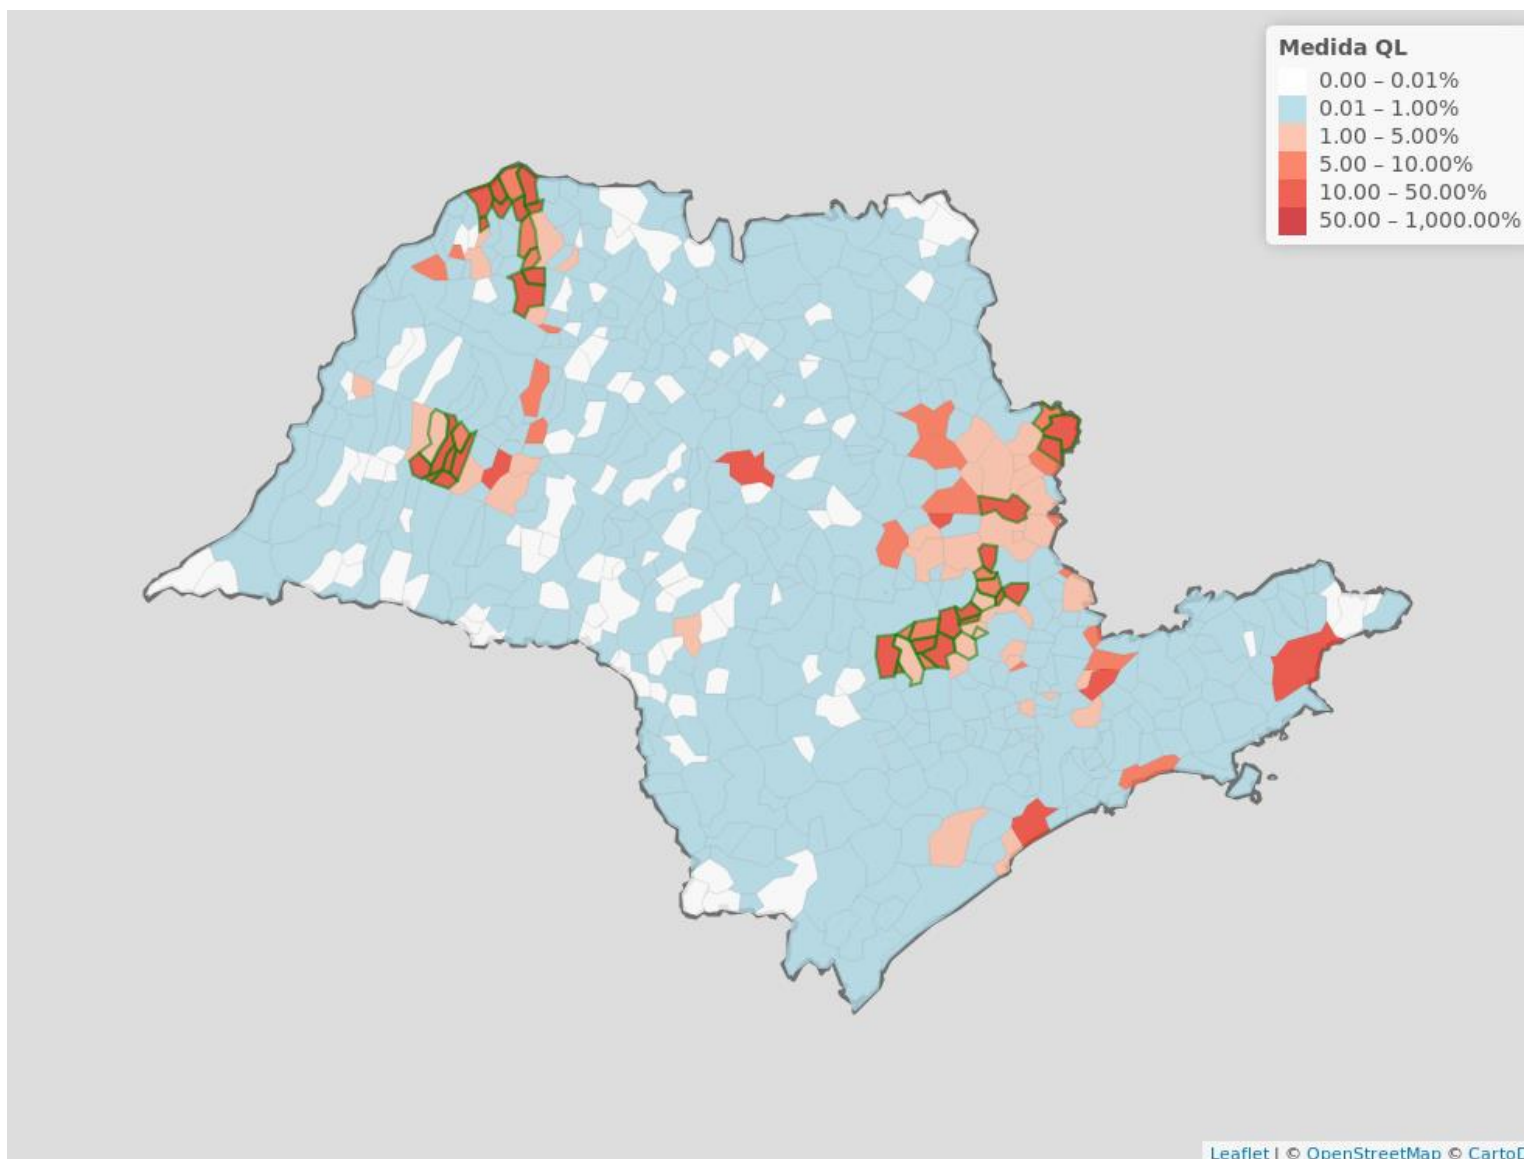 Medida QL
0.00 – 0.01%
0.01 – 1.00%
1.00 – 5.00%
5.00 – 10.00%
10.00 – 50.00%
50.00 – 1,000.00%
Leaflet | © OpenStreetMap © CartoD